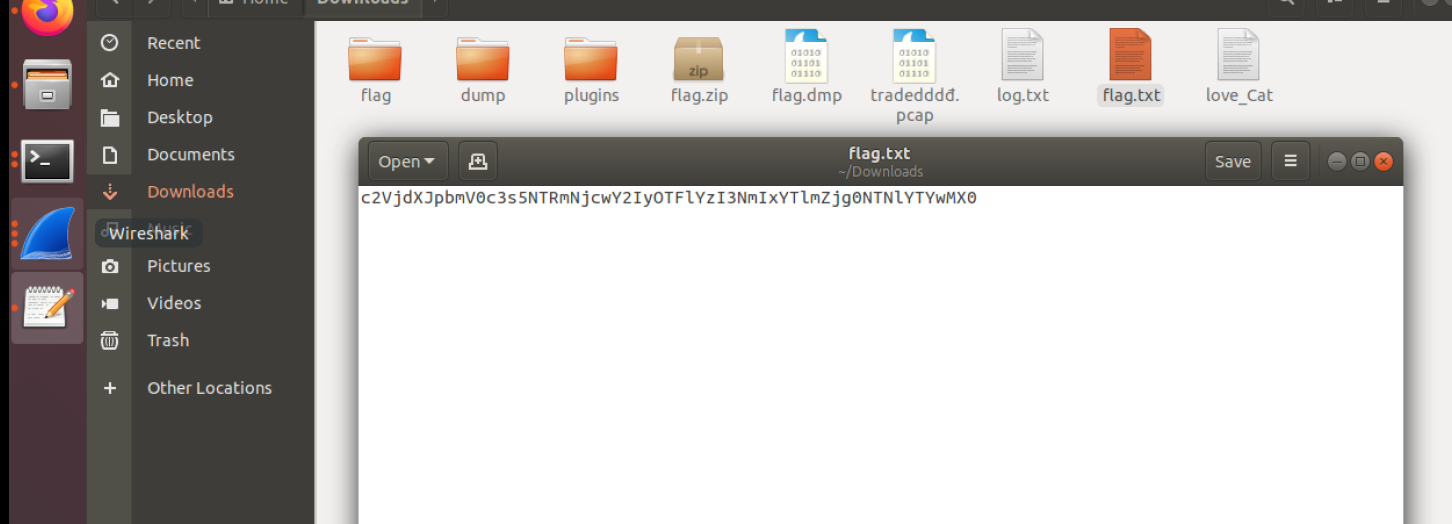 Home Downloads
Recent
Home
Desktop
Documents
Downloads
Music
Wireshark
Pictures
Videos
Trash
Other Locations
zip
01010
01101
01110
01010
01101
01110
flag
dump
plugins
flag.zip
flag.dmp
tradedddđ.
pcap
log.txt
flag.txt
love_Cat
Open
flag.txt
~/Downloads
Save
c2VjdXJpbmV0c3s5NTRmNjcwY2IyOTFlYzI3NmIxYTlmZjg0NTNlYTYwMX0